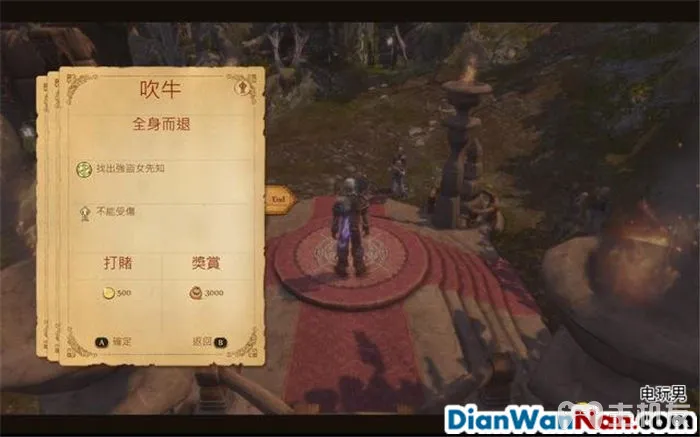 吹牛
全身而退
找出強盜女先知
End
不能受傷
打賭
獎賞
500
3000
A 確定
返回 B
电玩男
DianWanNan.com